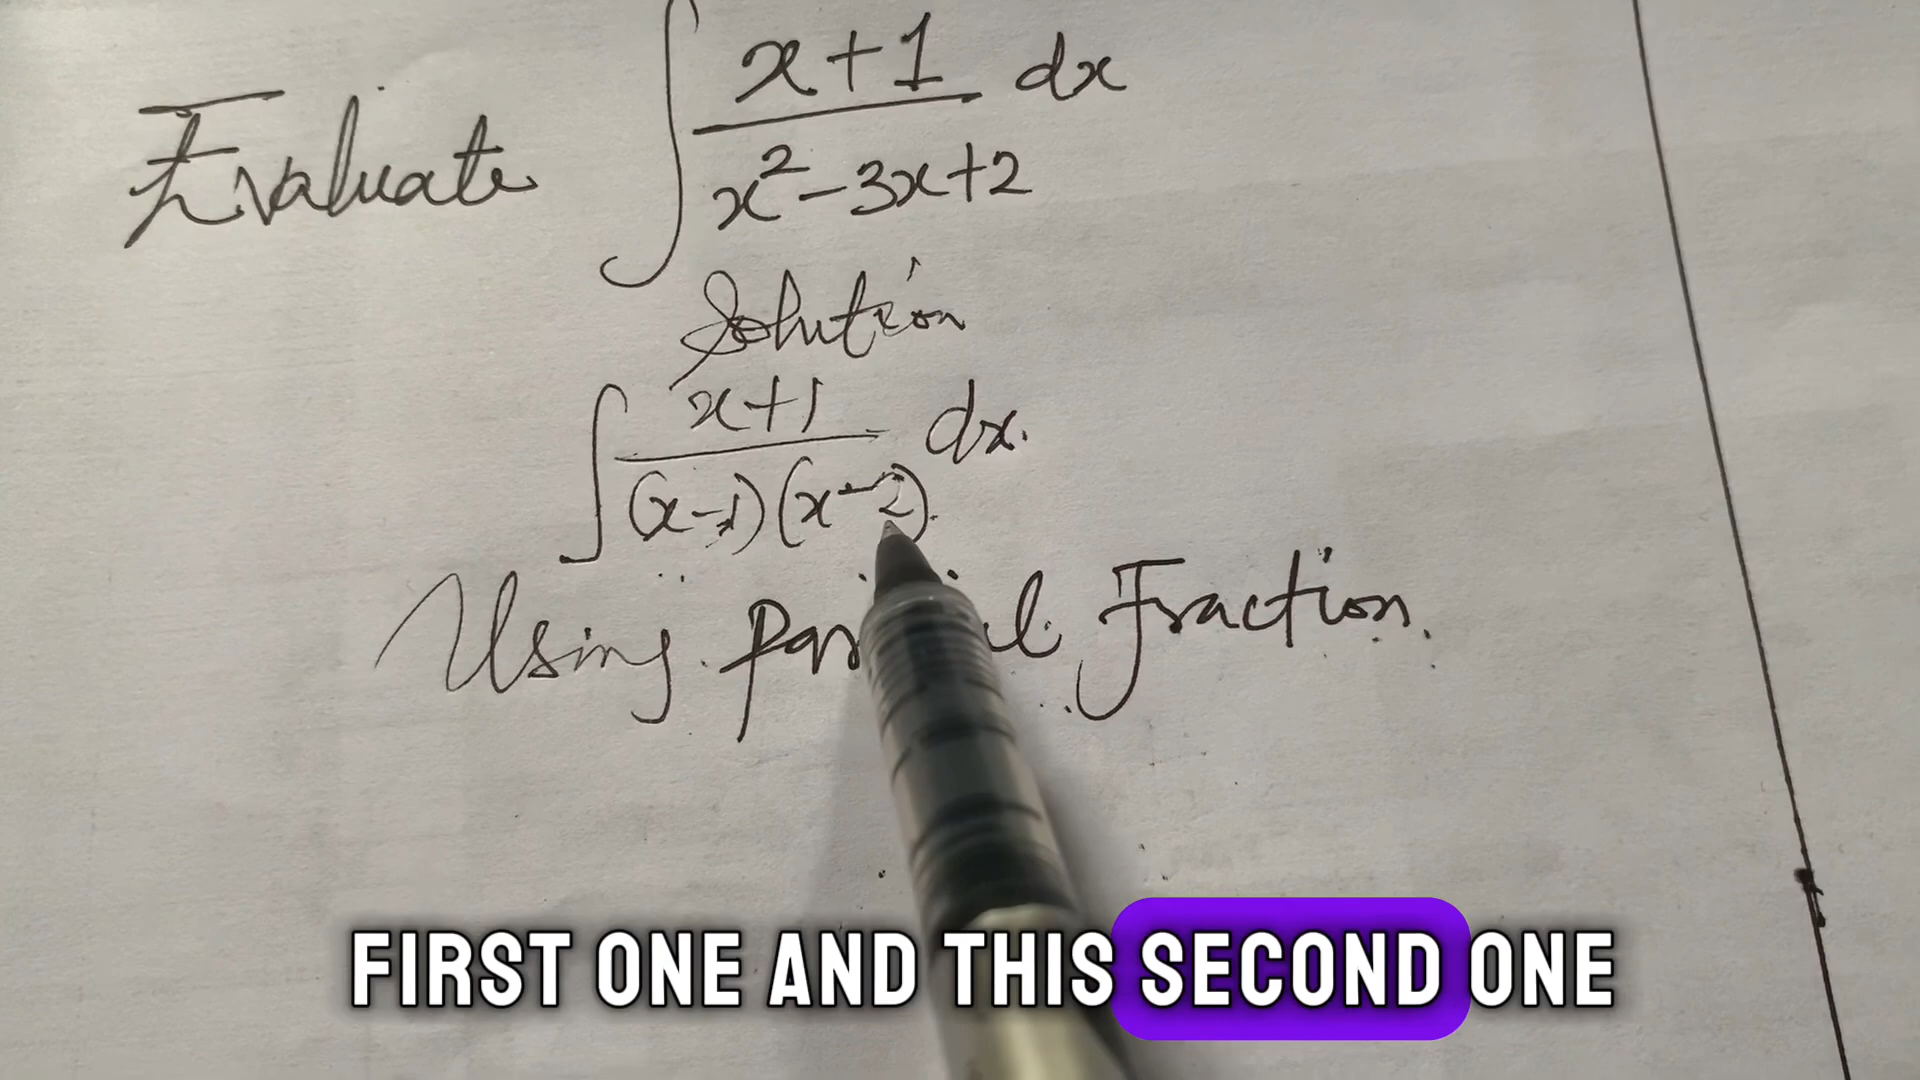 Evaluate ∫ x+1 / x²-3x+2 dx
Solution
∫ x+1 / (x-1)(x-2) dx.
Using Fraction.
FIRST ONE AND THIS SECOND ONE